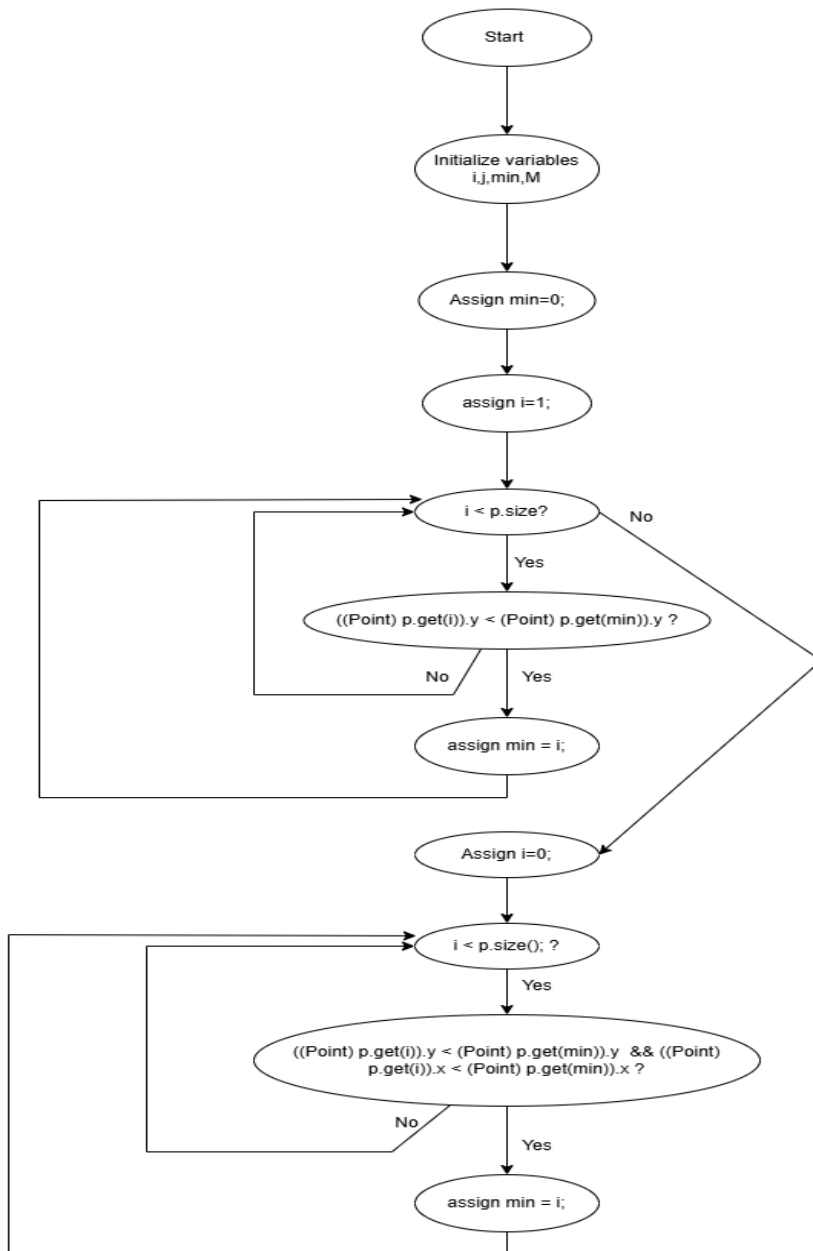 Start
Initialize variables
i,j,min,M
Assign min=0;
assign i=1;
i < p.size?
No
Yes
((Point) p.get(i)).y < (Point) p.get(min)).y ?
No
Yes
assign min = i;
Assign i=0;
i < p.size(); ?
Yes
((Point) p.get(i)).y < (Point) p.get(min)).y && ((Point)
p.get(i)).x < (Point) p.get(min)).x ?
No
Yes
assign min = i;